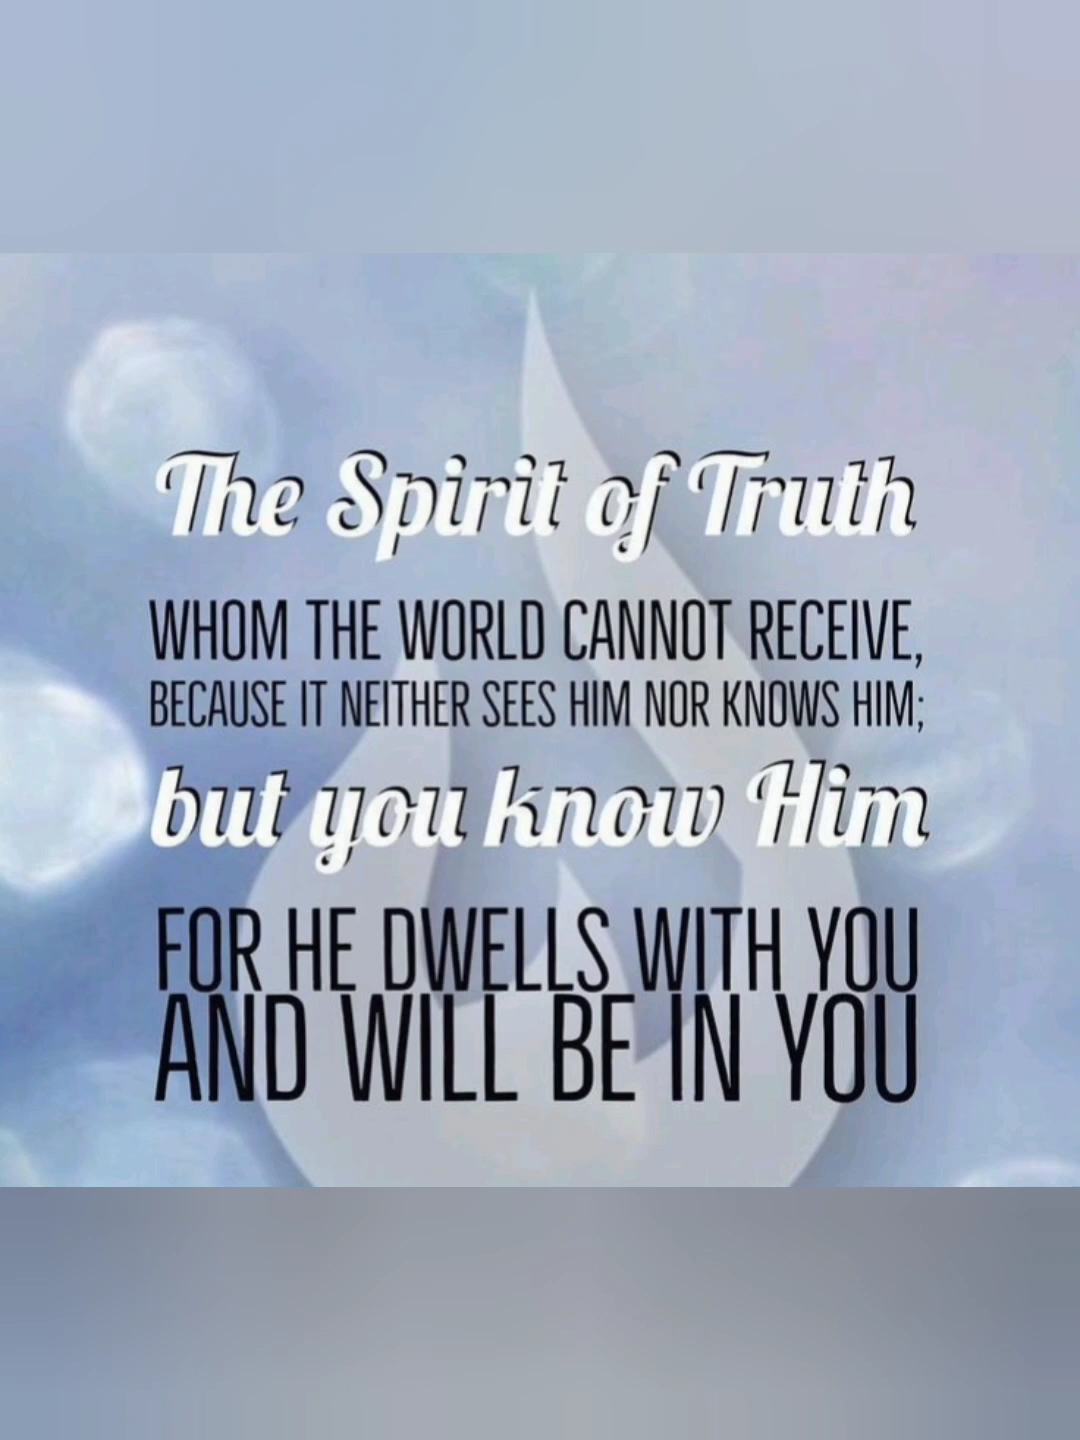 The Spirit of Truth
WHOM THE WORLD CANNOT RECEIVE,
BECAUSE IT NEITHER SEES HIM NOR KNOWS HIM;
but you know Him
FOR HE DWELLS WITH YOU
AND WILL BE IN YOU